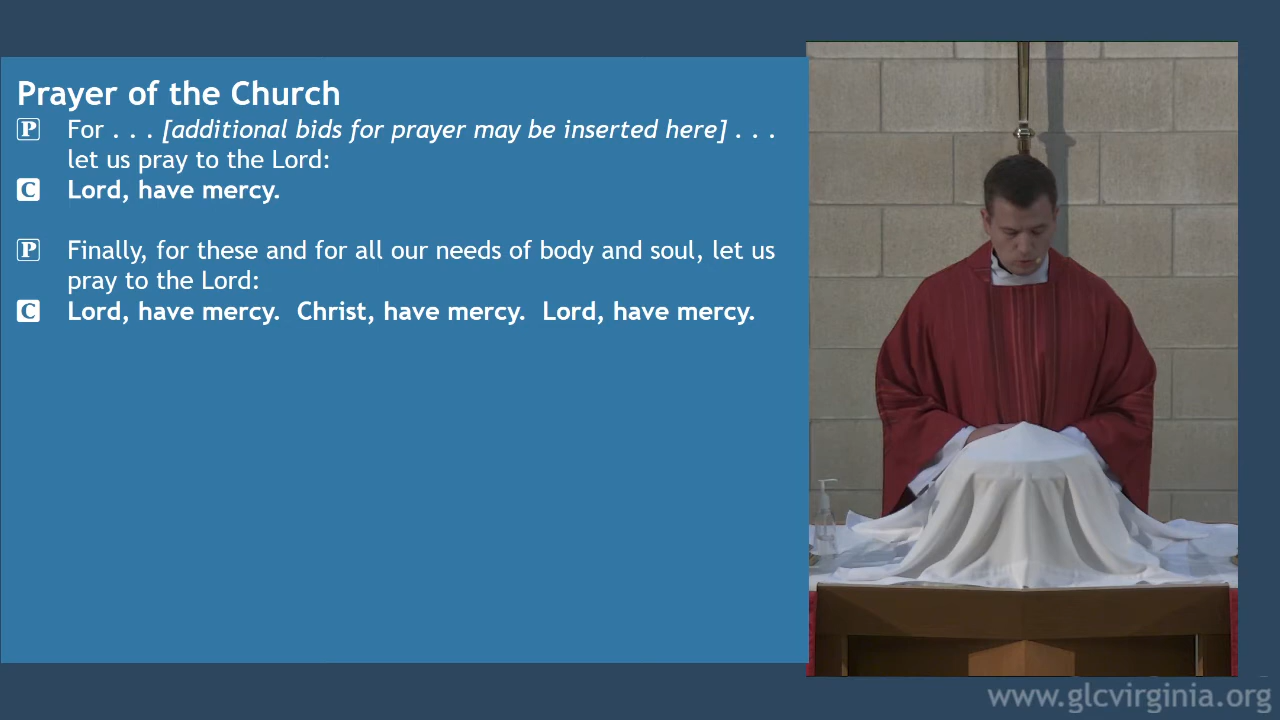 Prayer of the Church
P For . . . [additional bids for prayer may be inserted here] . . .
let us pray to the Lord:
C Lord, have mercy.
P Finally, for these and for all our needs of body and soul, let us
pray to the Lord:
C Lord, have mercy. Christ, have mercy. Lord, have mercy.
www.glcvirginia.org